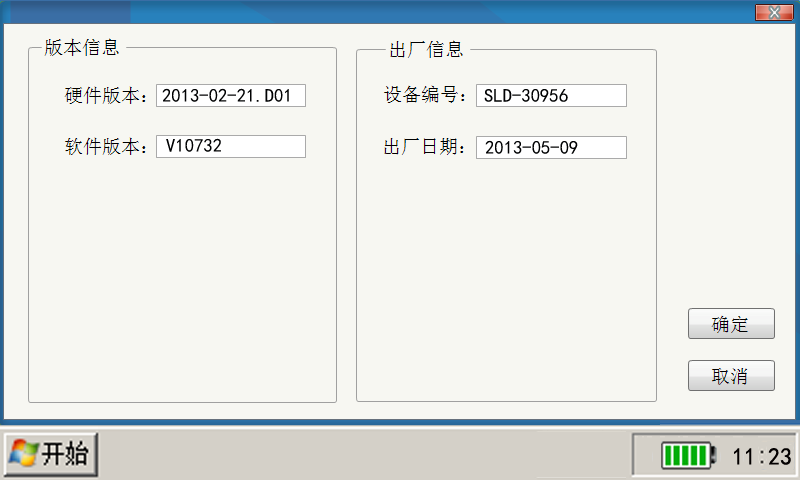 版本信息
硬件版本：2013-02-21.D01
软件版本：V10732
出厂信息
设备编号：SLD-30956
出厂日期：2013-05-09
确定
取消
开始
11:23